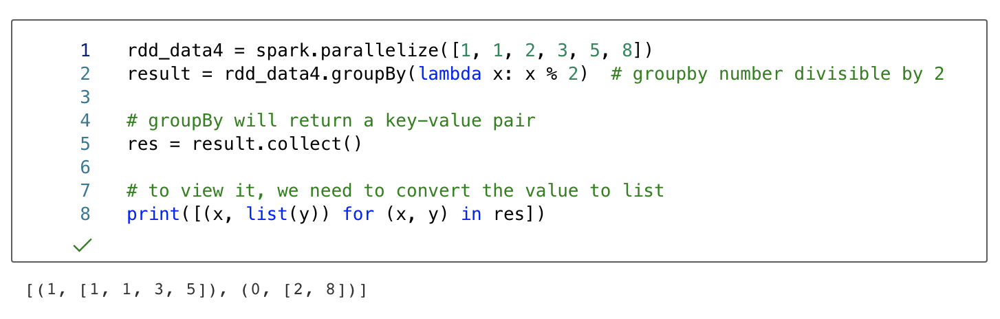 1 rdd_data4 = spark.parallelize([1, 1, 2, 3, 5, 8])
2 result = rdd_data4.groupBy(lambda x: x % 2)  # groupby number divisible by 2
3
4 # groupBy will return a key-value pair
5 res = result.collect()
6
7 # to view it, we need to convert the value to list
8 print([(x, list(y)) for (x, y) in res])
[(1, [1, 1, 3, 5]), (0, [2, 8])]